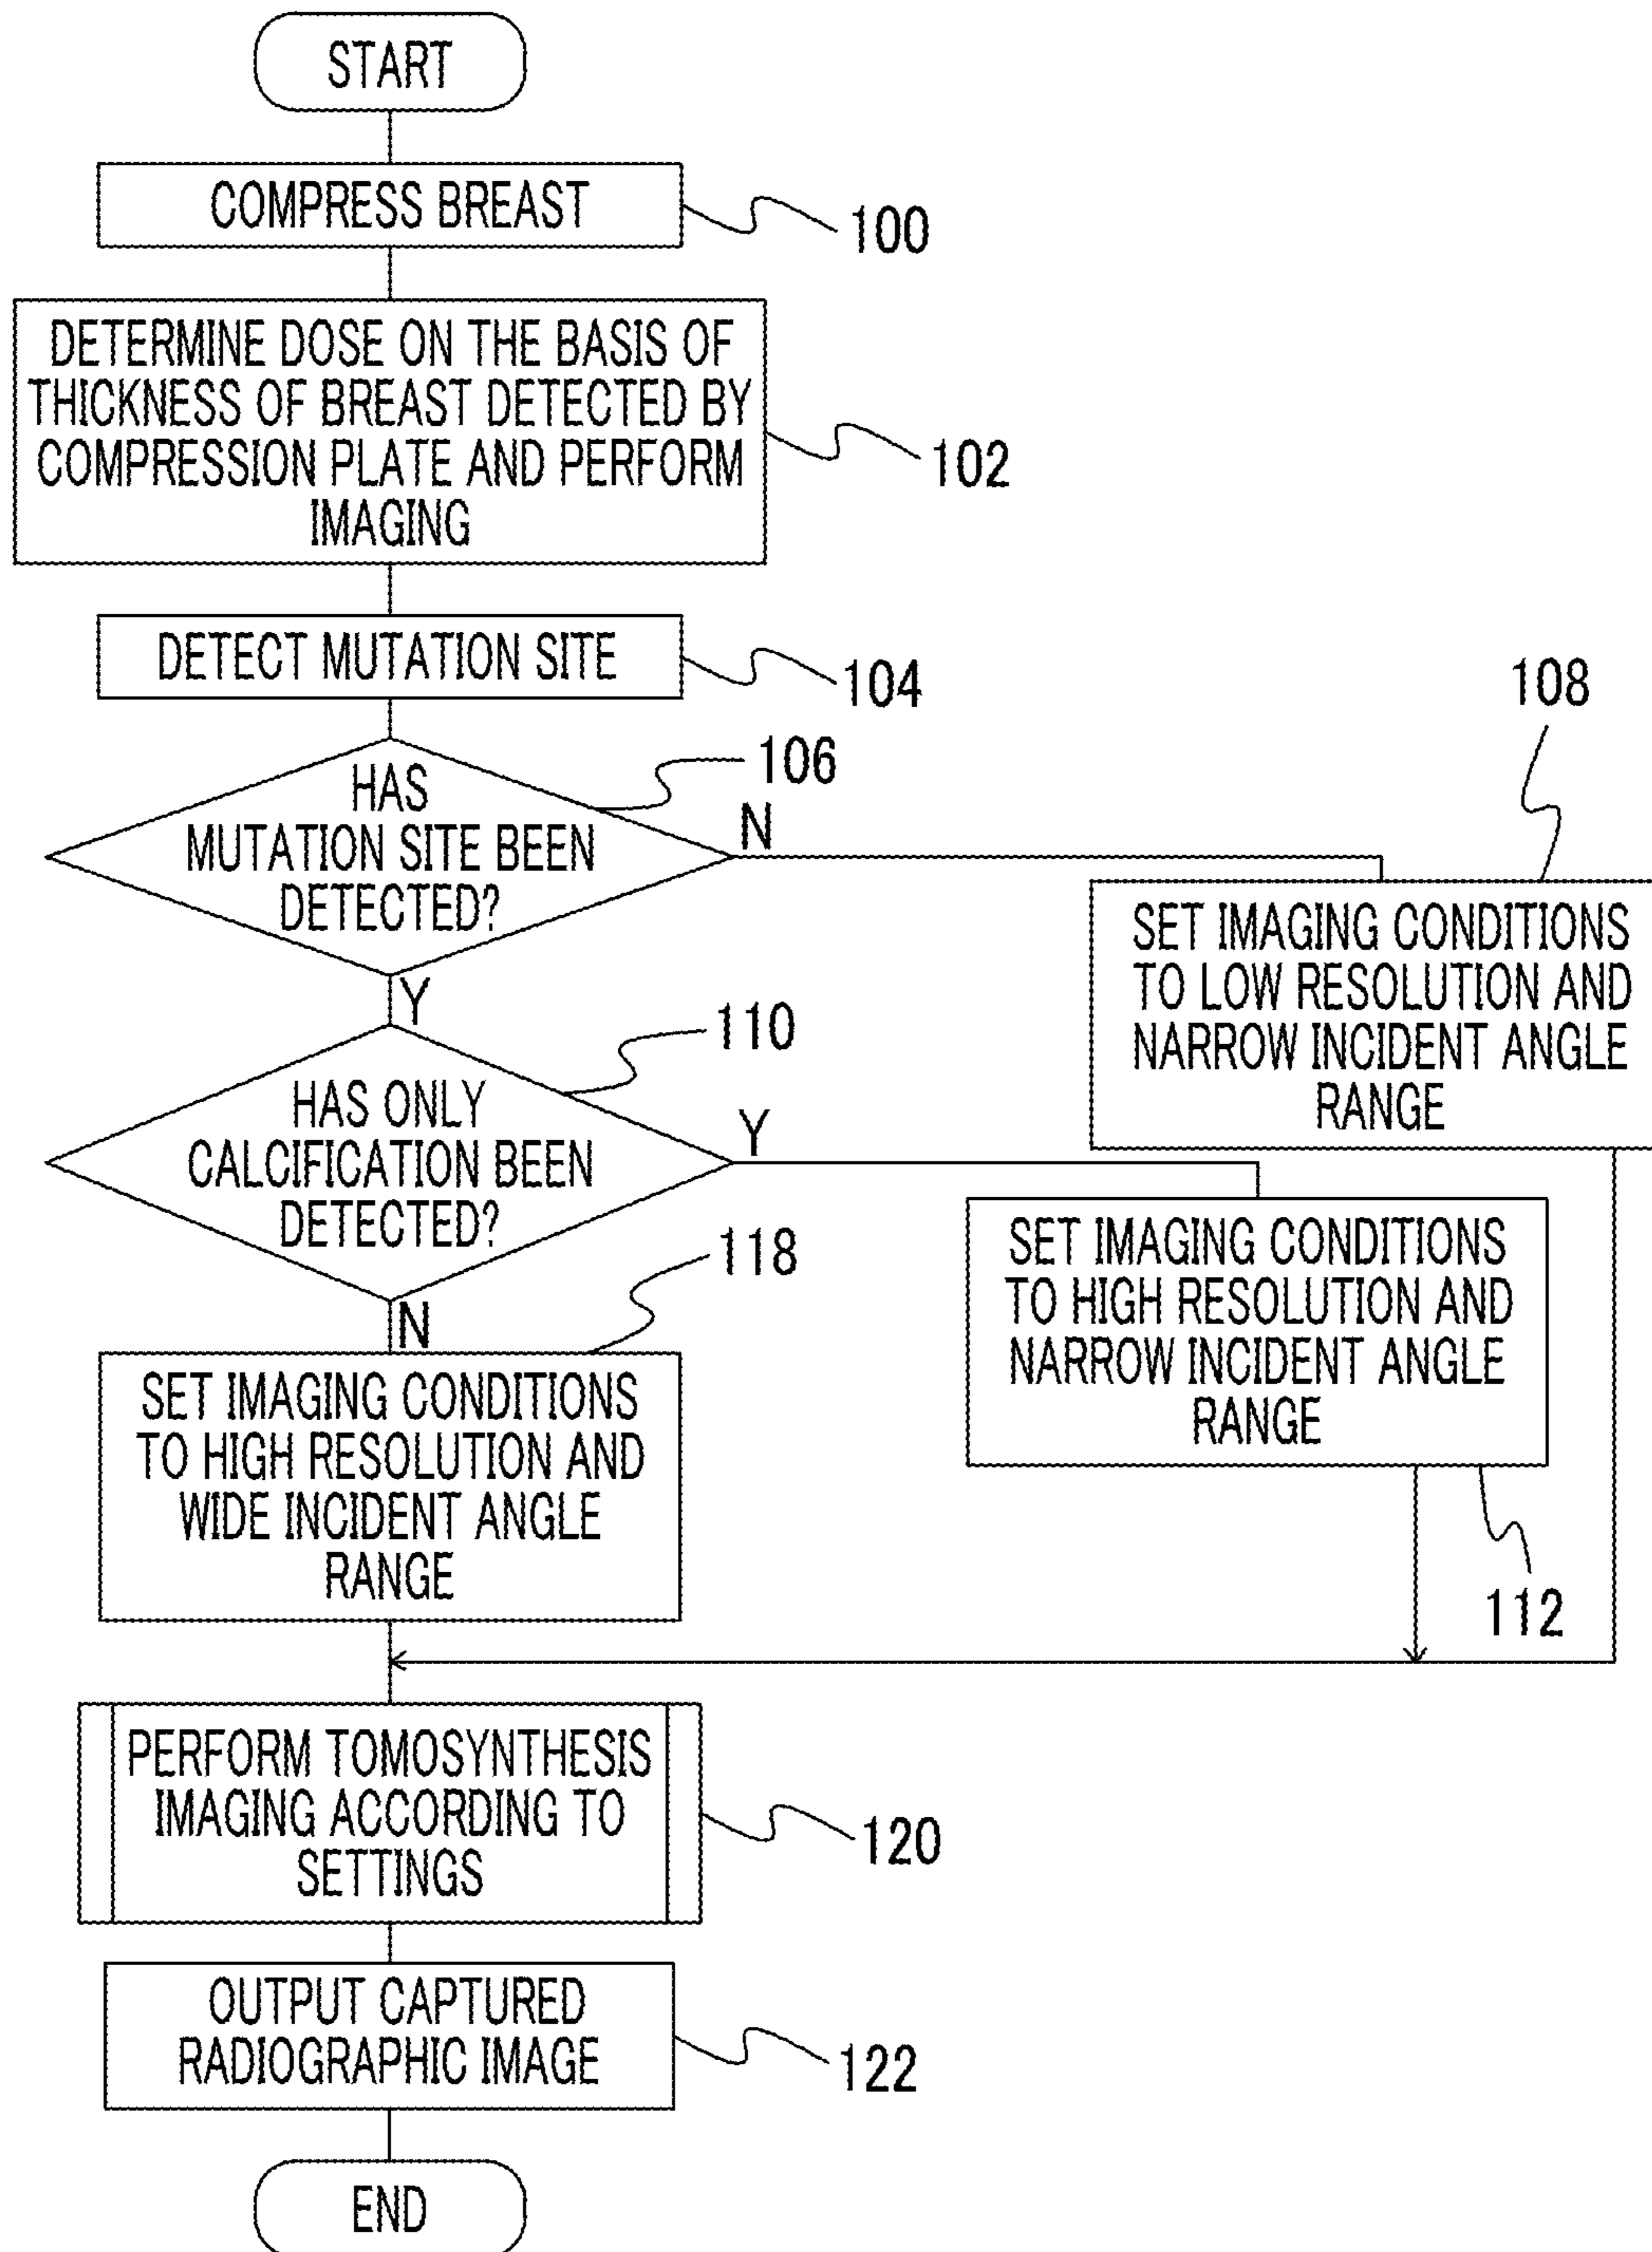 START
COMPRESS BREAST
100
DETERMINE DOSE ON THE BASIS OF
THICKNESS OF BREAST DETECTED BY
COMPRESSION PLATE AND PERFORM
IMAGING
102
DETECT MUTATION SITE
104
HAS
MUTATION SITE BEEN
DETECTED?
106
N
Y
108
SET IMAGING CONDITIONS
TO LOW RESOLUTION AND
NARROW INCIDENT ANGLE
RANGE
HAS ONLY
CALCIFICATION BEEN
DETECTED?
110
Y
N
SET IMAGING CONDITIONS
TO HIGH RESOLUTION AND
NARROW INCIDENT ANGLE
RANGE
112
118
SET IMAGING CONDITIONS
TO HIGH RESOLUTION AND
WIDE INCIDENT ANGLE
RANGE
PERFORM TOMOSYNTHESIS
IMAGING ACCORDING TO
SETTINGS
120
OUTPUT CAPTURED
RADIOGRAPHIC IMAGE
122
END